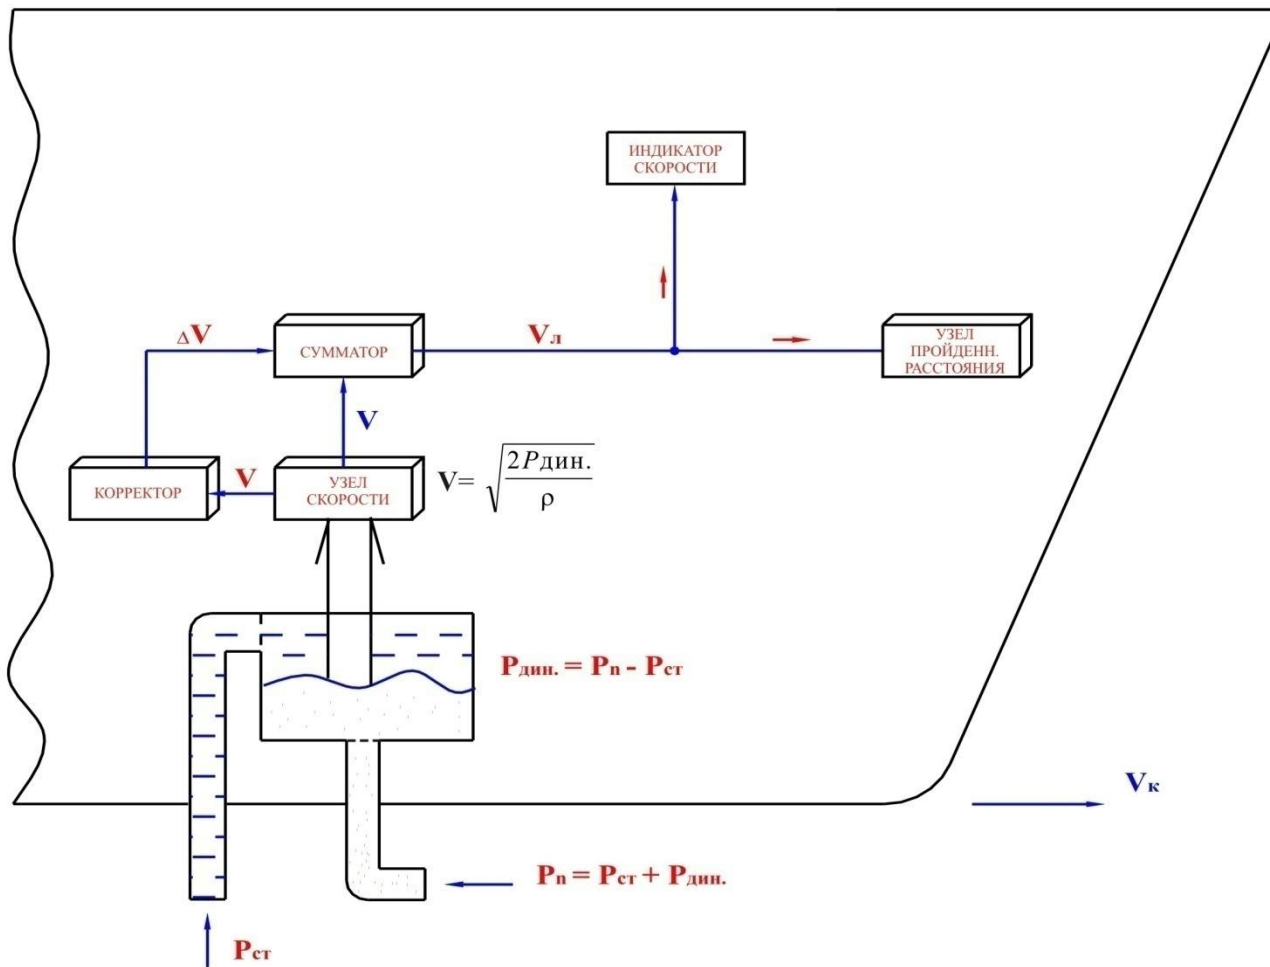 ИНДИКАТОР
СКОРОСТИ
ΔV
СУММАТОР
Vл
УЗЕЛ
ПРОЙДЕНН.
РАССТОЯНИЯ
V
КОРРЕКТОР
V
УЗЕЛ
СКОРОСТИ
V= √(2Pдин./ρ)
Pдин. = Pп - Pст
Vк
Pп = Pст + Pдин.
Pст